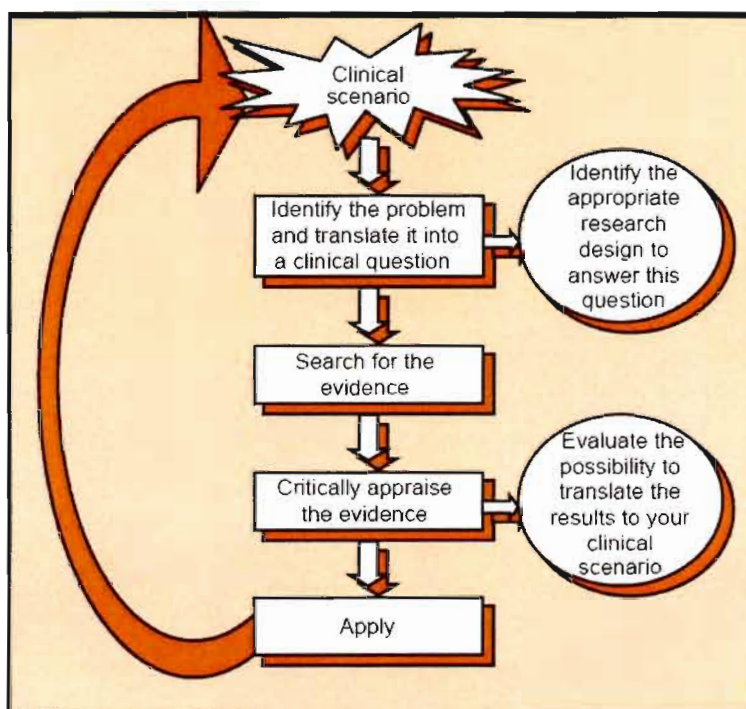 Clinical
scenario
Identify the problem
and translate it into
a clinical question
Identify the
appropriate
research
design to
answer this
question
Search for the
evidence
Critically appraise
the evidence
Evaluate the
possibility to
translate the
results to your
clinical
scenario
Apply